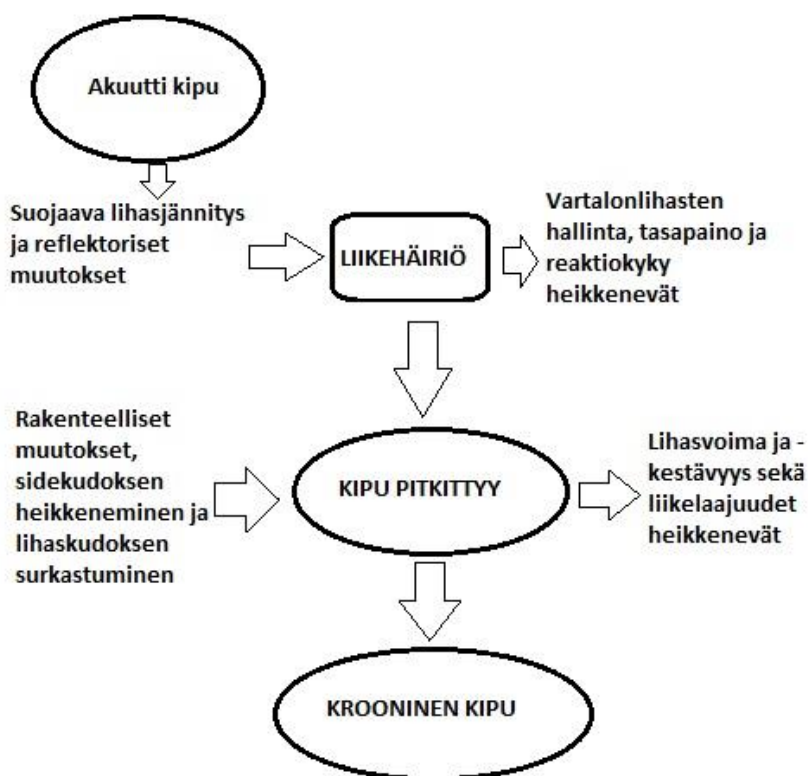 Akuutti kipu
Suojaava lihasjännitys
ja reflektoriset
muutokset
LIIKEHÄIRIÖ
Vartalonlihasten
hallinta, tasapaino ja
reaktiokyky
heikkenevät
Rakenteelliset
muutokset,
sidekudoksen
heikkeneminen ja
lihaskudoksen
surkastuminen
KIPU PITKITTYY
Lihasvoima ja -
kestävyys sekä
liikelaajuudet
heikkenevät
KROONINEN KIPU